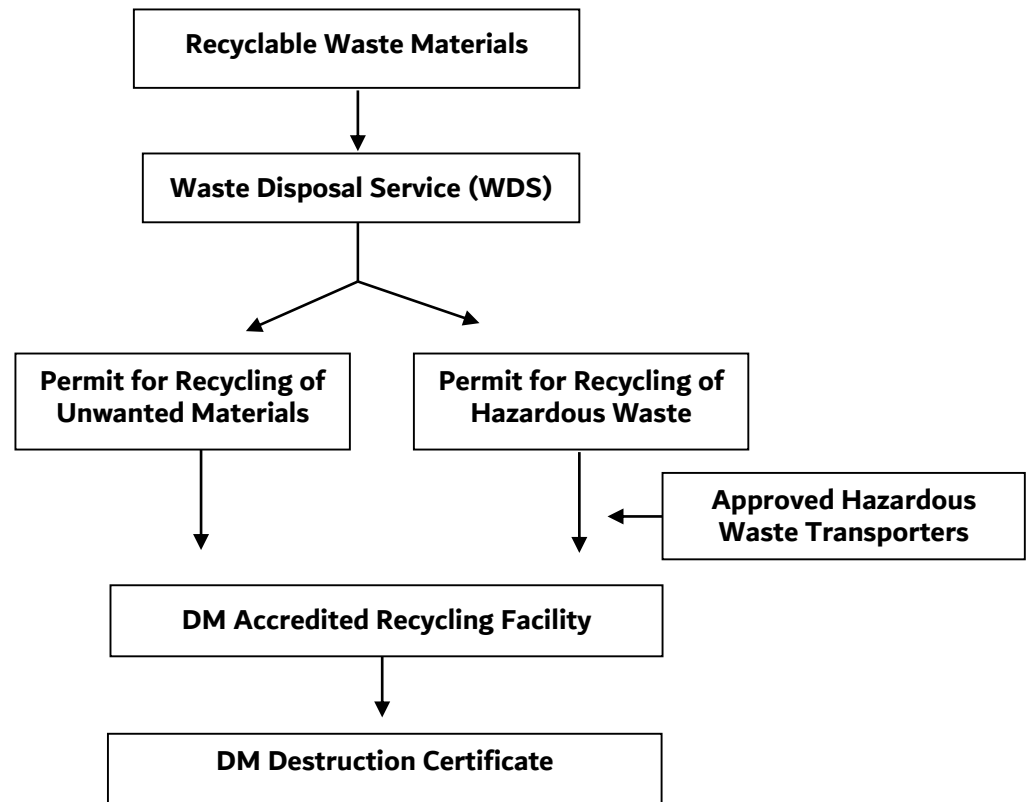 Recyclable Waste Materials
Waste Disposal Service (WDS)
Permit for Recycling of
Unwanted Materials
Permit for Recycling of
Hazardous Waste
Approved Hazardous
Waste Transporters
DM Accredited Recycling Facility
DM Destruction Certificate